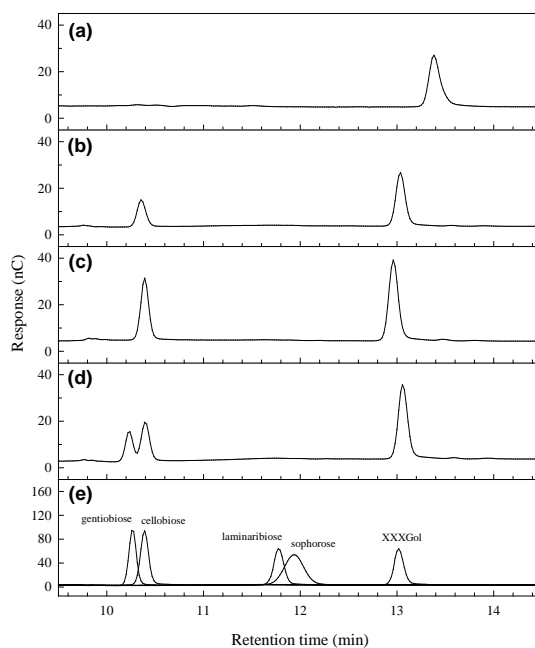 (a)
40
20
0
(b)
40
20
0
(c)
40
20
0
(d)
40
20
0
(e)
160
120
80
40
0
gentiobiose cellobiose laminaribiose sophorose XXXGol
10 11 12 13 14
Response (nC)
Retention time (min)